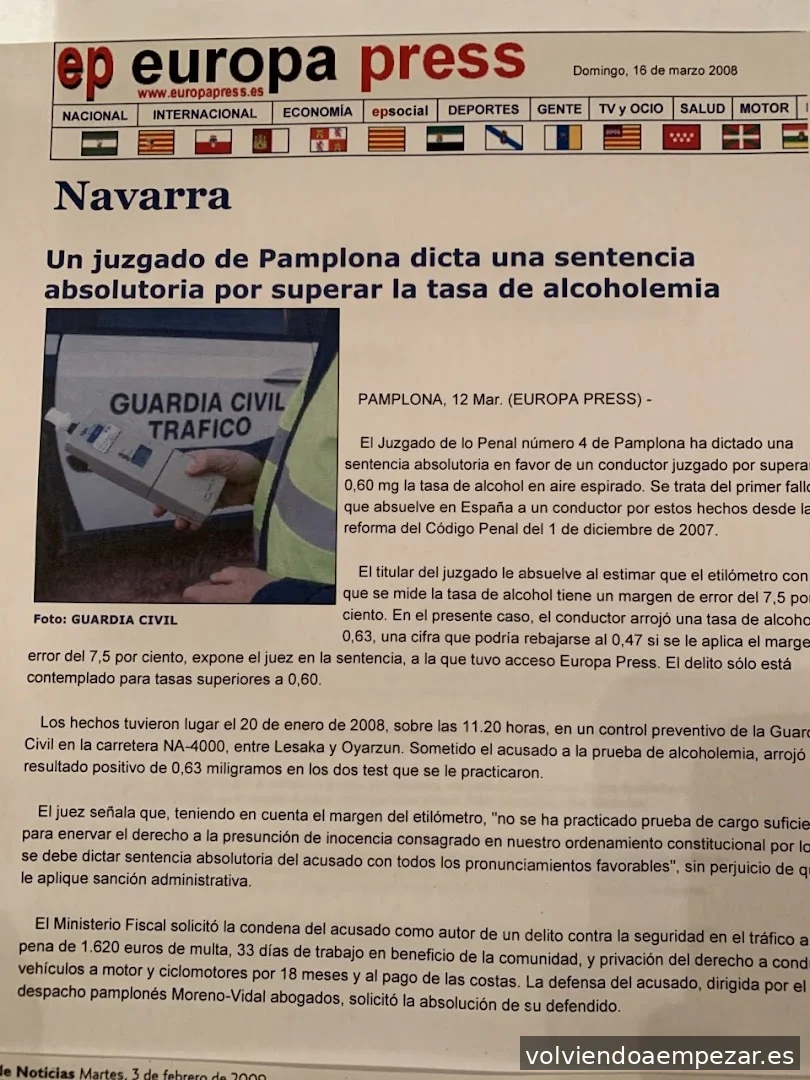 ep europa press
www.europapress.es
Domingo, 16 de marzo 2008
NACIONAL INTERNACIONAL ECONOMÍA epsocial DEPORTES GENTE TV y OCIO SALUD MOTOR
Navarra
Un juzgado de Pamplona dicta una sentencia
absolutoria por superar la tasa de alcoholemia
GUARDIA CIVIL
TRAFICO
Foto: GUARDIA CIVIL
PAMPLONA, 12 Mar. (EUROPA PRESS) -
El Juzgado de lo Penal número 4 de Pamplona ha dictado una
sentencia absolutoria en favor de un conductor juzgado por supera
0,60 mg la tasa de alcohol en aire espirado. Se trata del primer fallo
que absuelve en España a un conductor por estos hechos desde la
reforma del Código Penal del 1 de diciembre de 2007.
El titular del juzgado le absuelve al estimar que el etilómetro con
que se mide la tasa de alcohol tiene un margen de error del 7,5 po
ciento. En el presente caso, el conductor arrojó una tasa de alcoho
0,63, una cifra que podría rebajarse al 0,47 si se le aplica el marge
error del 7,5 por ciento, expone el juez en la sentencia, a la que tuvo acceso Europa Press. El delito sólo está
contemplado para tasas superiores a 0,60.
Los hechos tuvieron lugar el 20 de enero de 2008, sobre las 11.20 horas, en un control preventivo de la Guard
Civil en la carretera NA-4000, entre Lesaka y Oyarzun. Sometido el acusado a la prueba de alcoholemia, arrojó
resultado positivo de 0,63 miligramos en los dos test que se le practicaron.
El juez señala que, teniendo en cuenta el margen del etilómetro, "no se ha practicado prueba de cargo suficie
para enervar el derecho a la presunción de inocencia consagrado en nuestro ordenamiento constitucional por lo
se debe dictar sentencia absolutoria del acusado con todos los pronunciamientos favorables", sin perjuicio de q
le aplique sanción administrativa.
El Ministerio Fiscal solicitó la condena del acusado como autor de un delito contra la seguridad en el tráfico a
pena de 1.620 euros de multa, 33 días de trabajo en beneficio de la comunidad, y privación del derecho a cond
vehículos a motor y ciclomotores por 18 meses y al pago de las costas. La defensa del acusado, dirigida por el
despacho pamplonés Moreno-Vidal abogados, solicitó la absolución de su defendido.
de Noticias Martes, 3 de febrero de 2009
volviendoaempezar.es